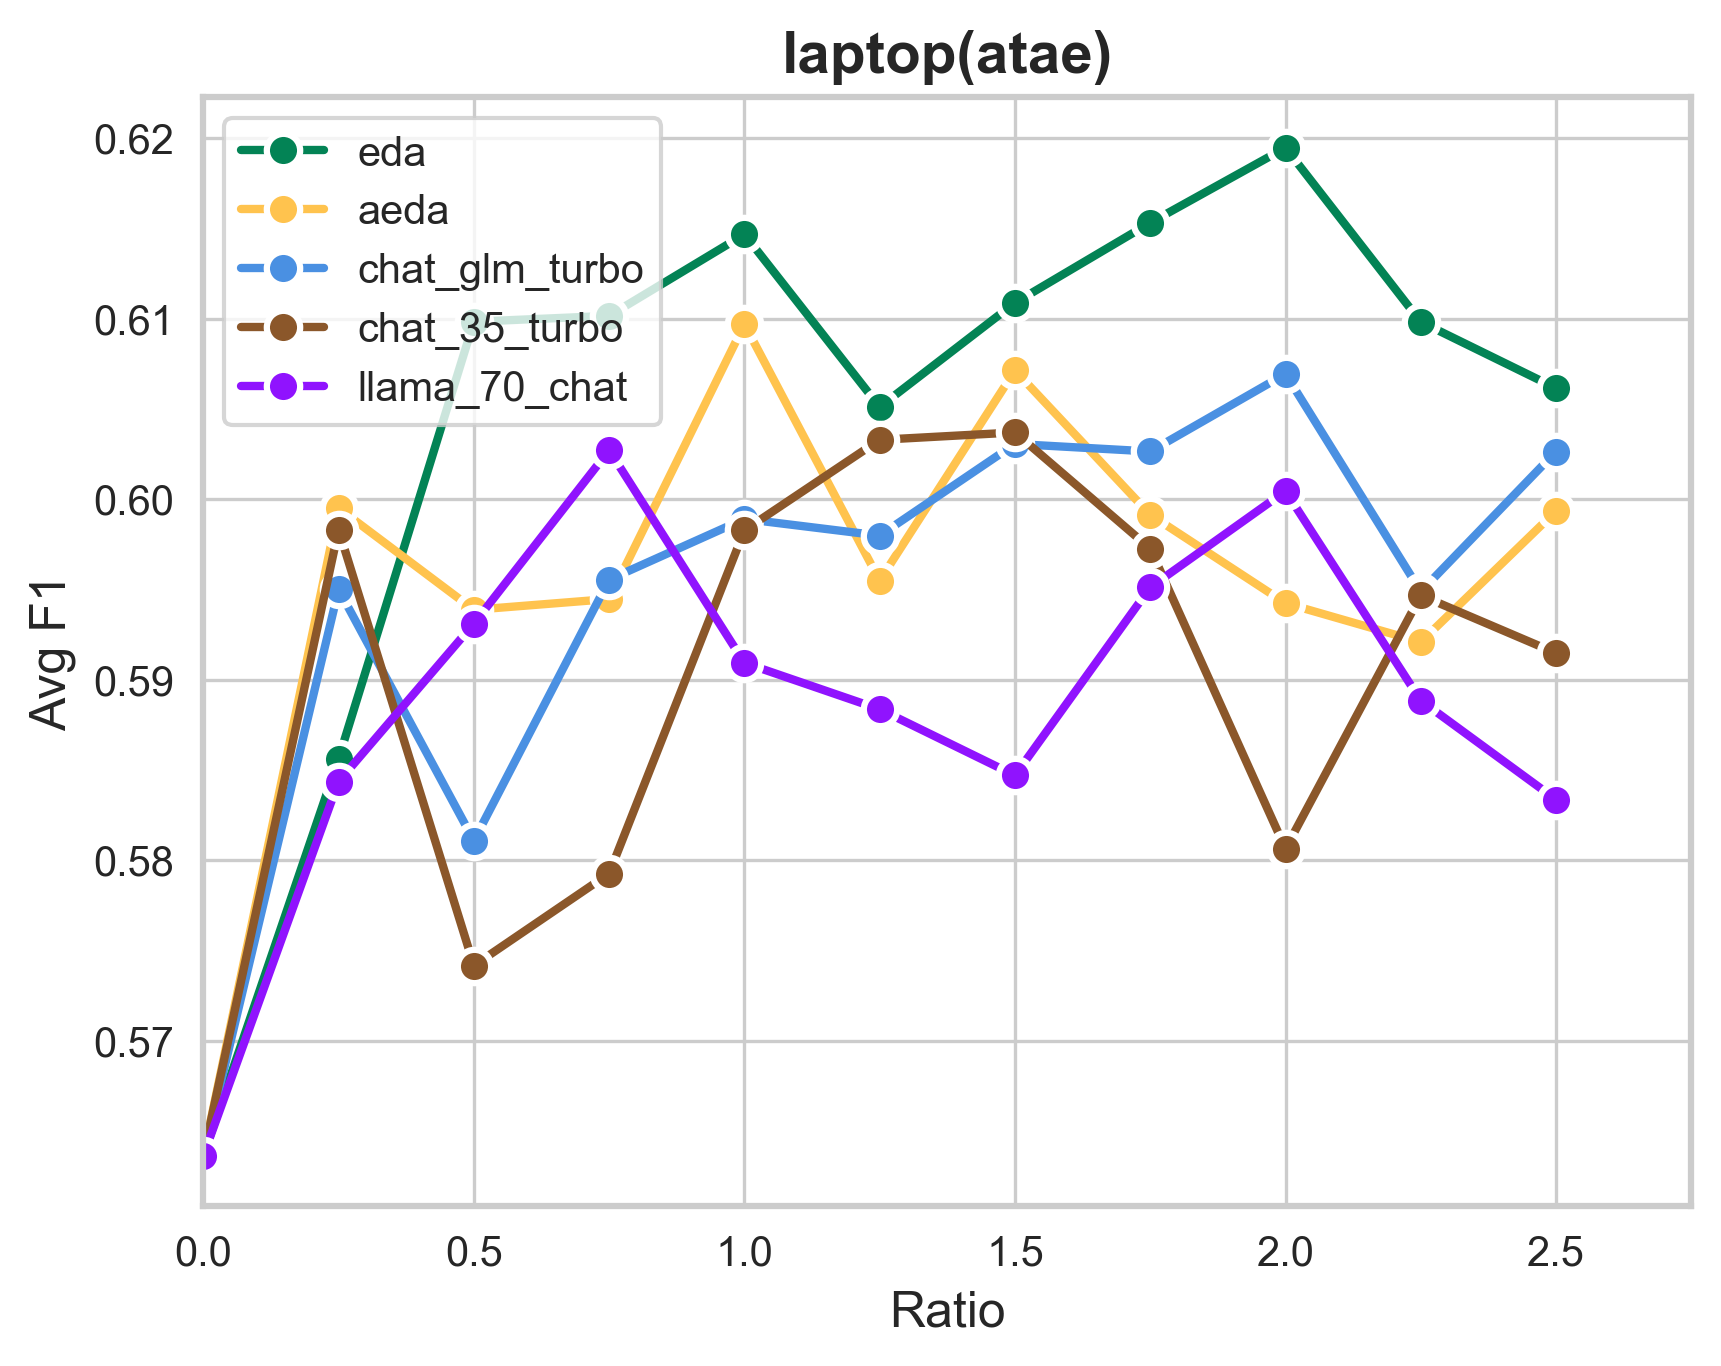 laptop(atae)
eda
aeda
chat_glm_turbo
chat_35_turbo
llama_70_chat
0.62
0.61
0.60
0.59
0.58
0.57
Avg F1
0.0 0.5 1.0 1.5 2.0 2.5
Ratio